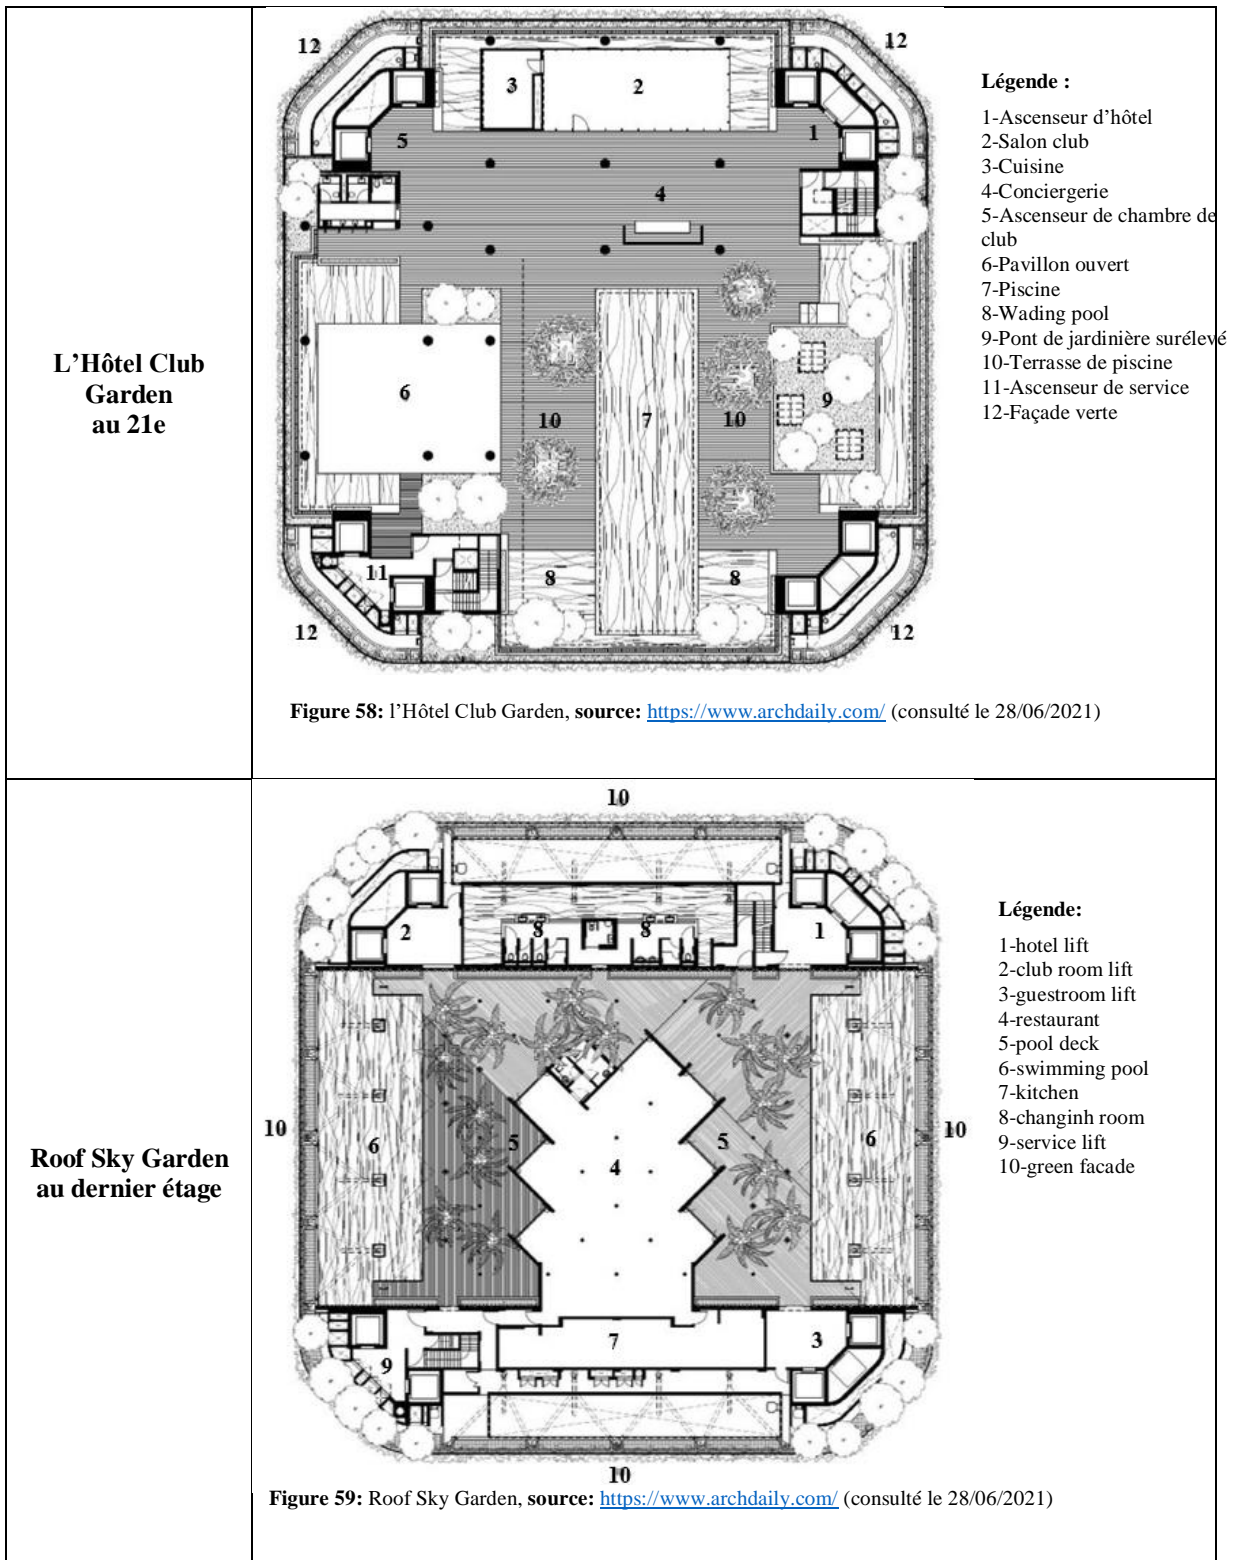 L’Hôtel Club
Garden
au 21e
12
12
3
2
5
1
4
6
10
7
10
9
11
8
8
12
12
Légende :
1-Ascenseur d’hôtel
2-Salon club
3-Cuisine
4-Conciergerie
5-Ascenseur de chambre de
club
6-Pavillon ouvert
7-Piscine
8-Wading pool
9-Pont de jardinière surélevé
10-Terrasse de piscine
11-Ascenseur de service
12-Façade verte
Figure 58: l’Hôtel Club Garden, source: https://www.archdaily.com/ (consulté le 28/06/2021)
Roof Sky Garden
au dernier étage
10
2
8
8
1
10
6
5
4
5
6
10
9
7
3
10
Légende:
1-hotel lift
2-club room lift
3-guestroom lift
4-restaurant
5-pool deck
6-swimming pool
7-kitchen
8-changinh room
9-service lift
10-green facade
Figure 59: Roof Sky Garden, source: https://www.archdaily.com/ (consulté le 28/06/2021)